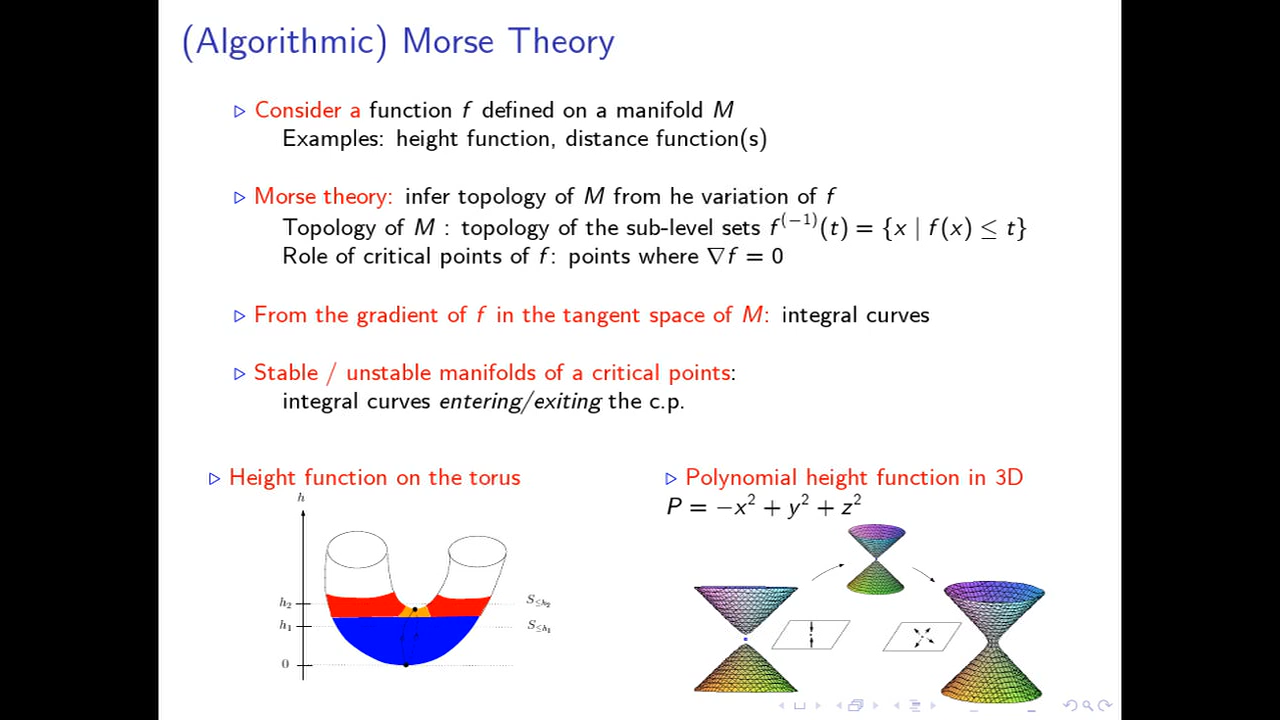 (Algorithmic) Morse Theory
▷ Consider a function f defined on a manifold M
Examples: height function, distance function(s)
▷ Morse theory: infer topology of M from he variation of f
Topology of M : topology of the sub-level sets f⁽⁻¹⁾(t) = {x | f(x) ≤ t}
Role of critical points of f: points where ∇f = 0
▷ From the gradient of f in the tangent space of M: integral curves
▷ Stable / unstable manifolds of a critical points:
integral curves entering/exiting the c.p.
▷ Height function on the torus
h
h₂
S≤h₂
h₁
S≤h₁
0
▷ Polynomial height function in 3D
P = −x² + y² + z²